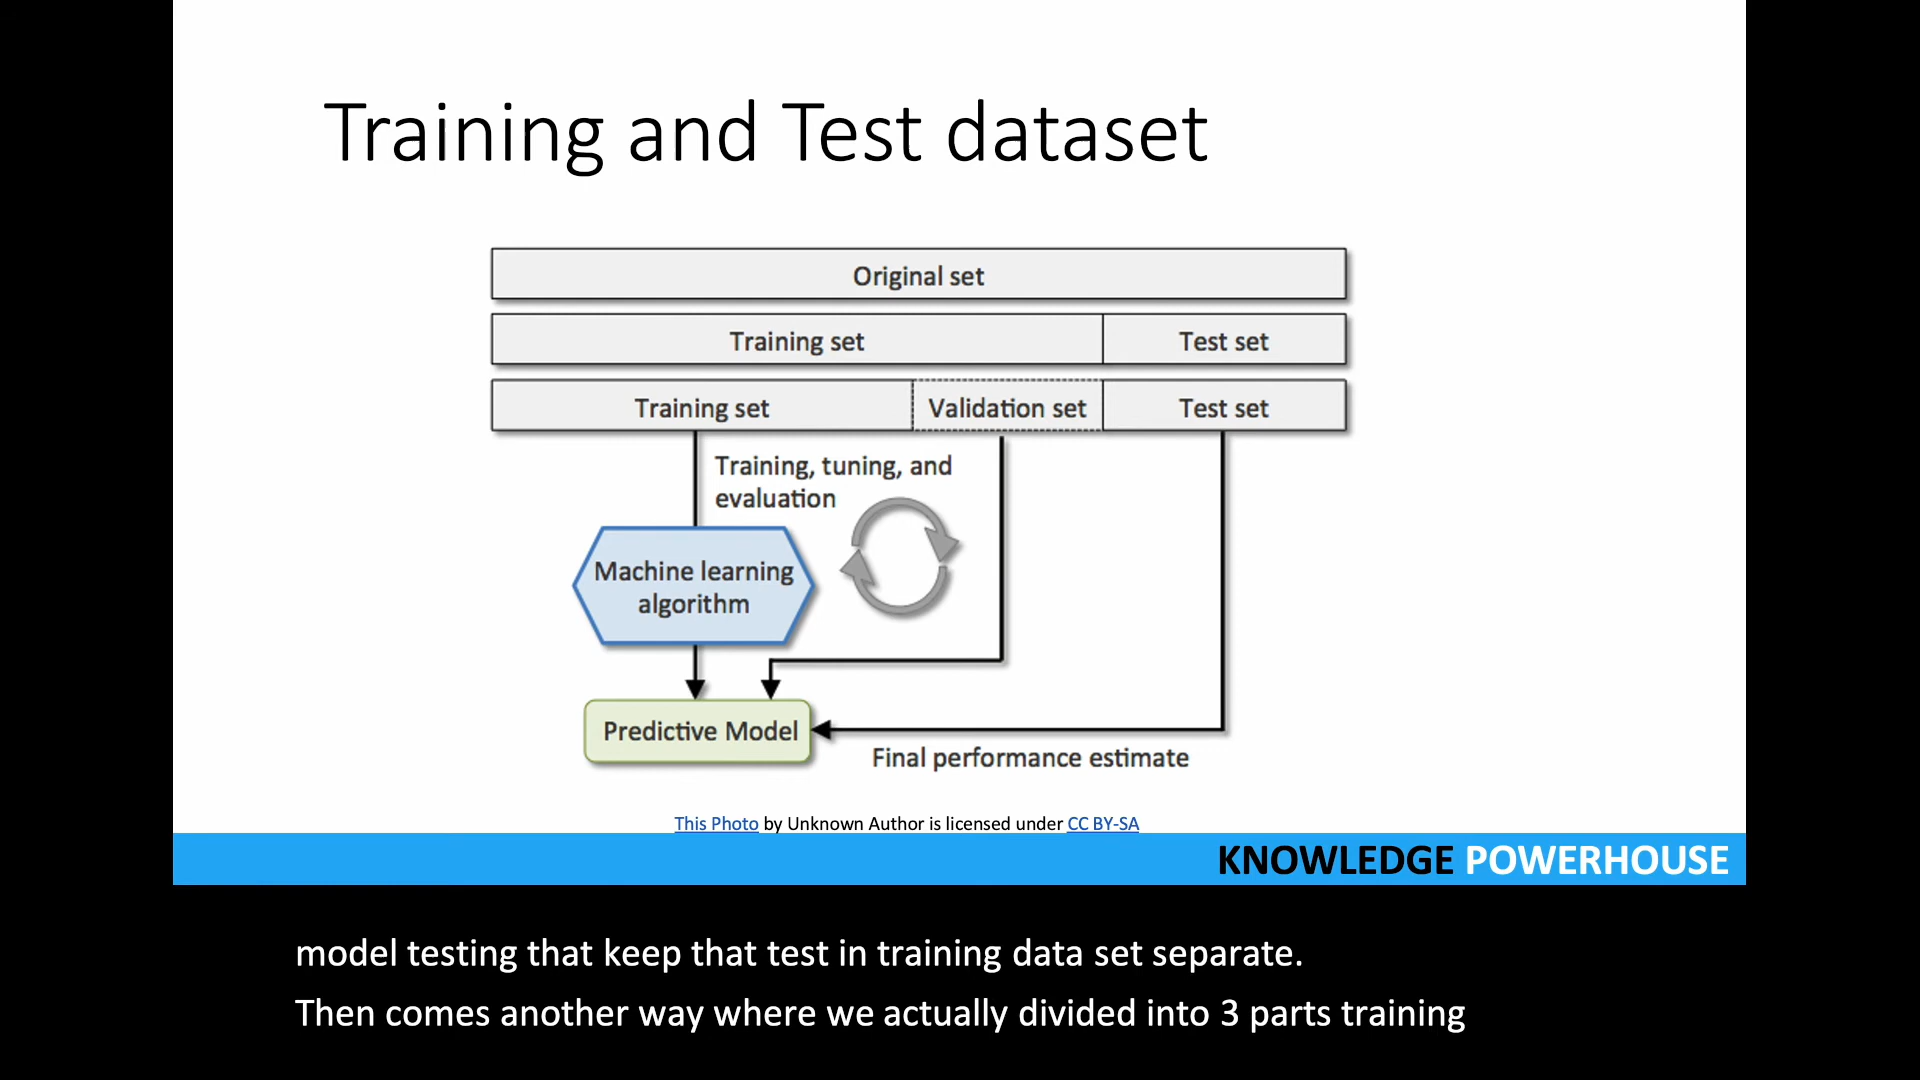 Training and Test dataset
Original set
Training set
Test set
Training set
Validation set
Test set
Training, tuning, and
evaluation
Machine learning
algorithm
Predictive Model
Final performance estimate
This Photo by Unknown Author is licensed under CC BY-SA
KNOWLEDGE POWERHOUSE
model testing that keep that test in training data set separate.
Then comes another way where we actually divided into 3 parts training